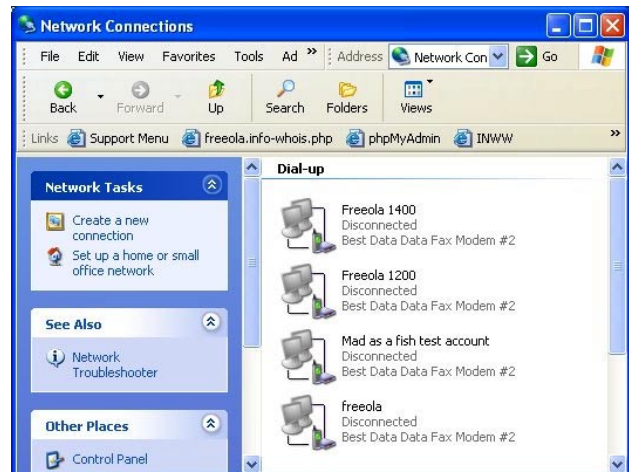 Network Connections
File Edit View Favorites Tools Ad » Address Network Con Go
Back Forward Up Search Folders Views
Links Support Menu freeola.info-whois.php phpMyAdmin INWW »
Network Tasks
Create a new
connection
Set up a home or small
office network
See Also
Network
Troubleshooter
Other Places
Control Panel
Dial-up
Freeola 1400
Disconnected
Best Data Data Fax Modem #2
Freeola 1200
Disconnected
Best Data Data Fax Modem #2
Mad as a fish test account
Disconnected
Best Data Data Fax Modem #2
freeola
Disconnected
Best Data Data Fax Modem #2